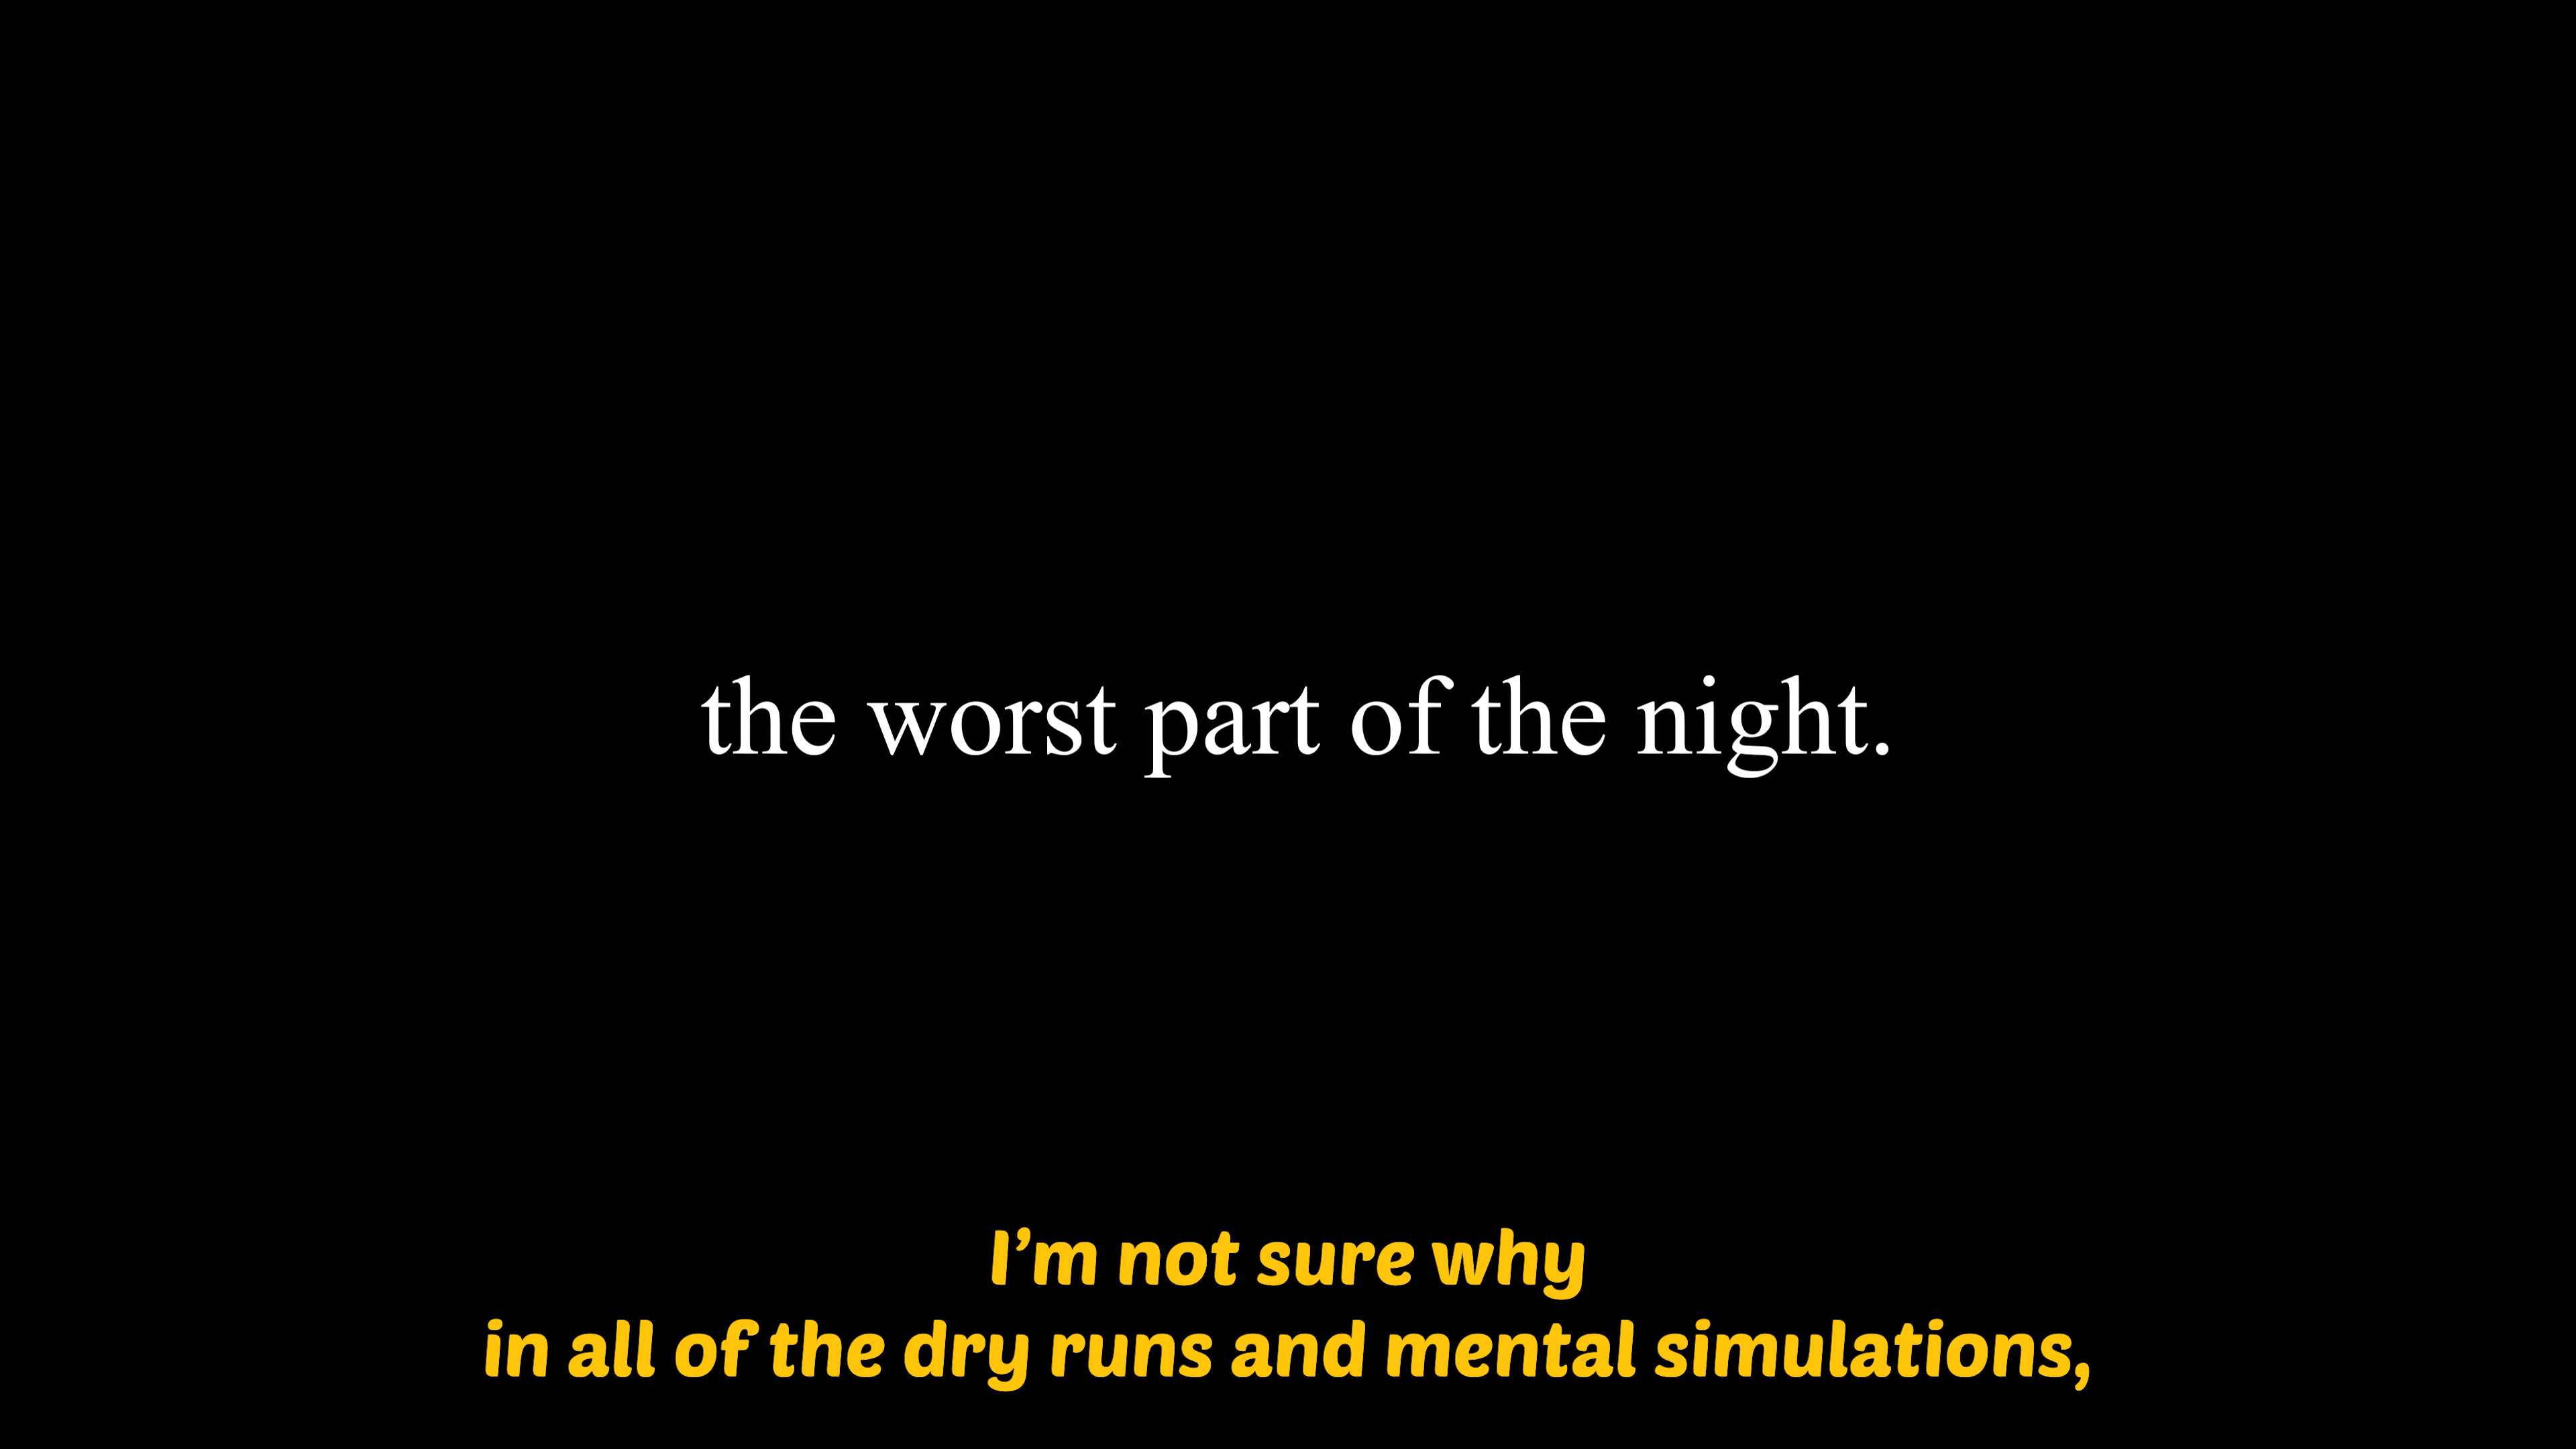 the worst part of the night.
I’m not sure why
in all of the dry runs and mental simulations,